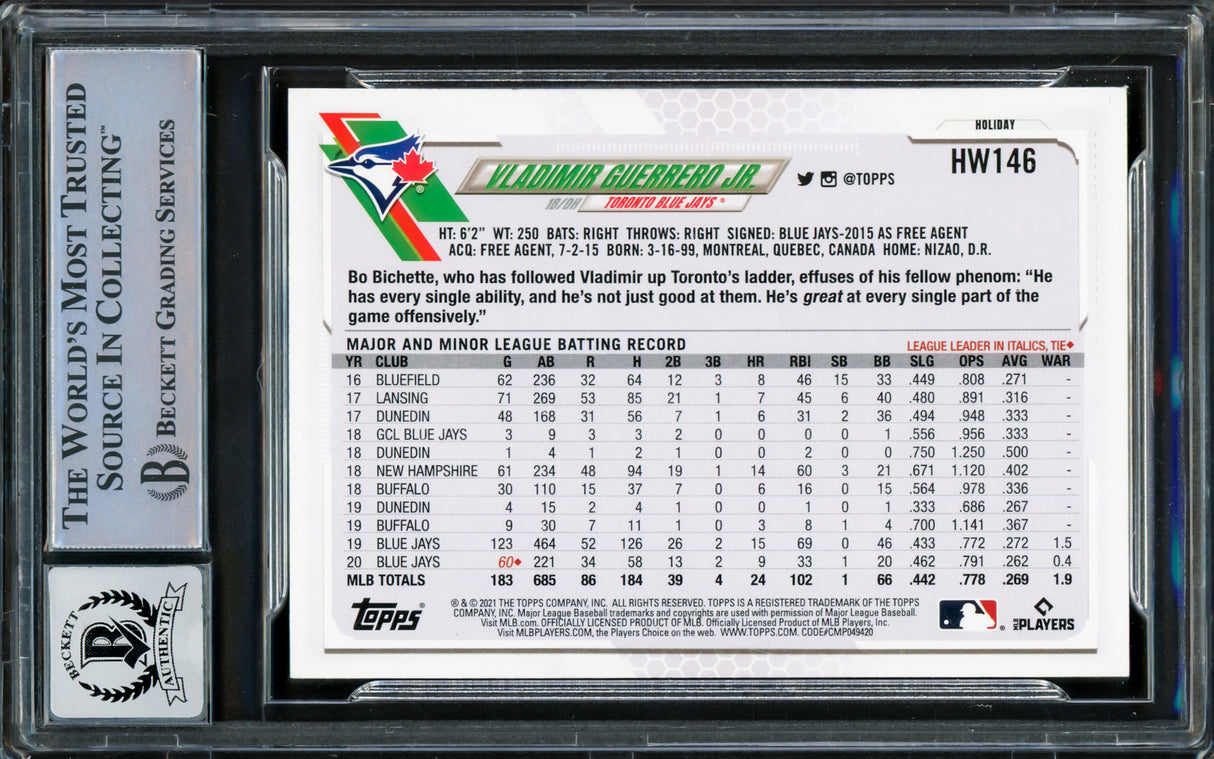 THE WORLD'S MOST TRUSTED
SOURCE IN COLLECTING™
B BECKETT GRADING SERVICES
BECKETT
B
AUTHENTIC
HOLIDAY
HW146
VLADIMIR GUERRERO JR.
@TOPPS
1B/DH TORONTO BLUE JAYS ®
HT: 6'2" WT: 250 BATS: RIGHT THROWS: RIGHT SIGNED: BLUE JAYS-2015 AS FREE AGENT
ACQ: FREE AGENT, 7-2-15 BORN: 3-16-99, MONTREAL, QUEBEC, CANADA HOME: NIZAO, D.R.
Bo Bichette, who has followed Vladimir up Toronto's ladder, effuses of his fellow phenom: "He
has every single ability, and he's not just good at them. He's great at every single part of the
game offensively."
MAJOR AND MINOR LEAGUE BATTING RECORD LEAGUE LEADER IN ITALICS, TIE♦
YR CLUB G AB R H 2B 3B HR RBI SB BB SLG OPS AVG WAR
16 BLUEFIELD 62 236 32 64 12 3 8 46 15 33 .449 .808 .271 -
17 LANSING 71 269 53 85 21 1 7 45 6 40 .480 .891 .316 -
17 DUNEDIN 48 168 31 56 7 1 6 31 2 36 .494 .948 .333 -
18 GCL BLUE JAYS 3 9 3 3 2 0 0 0 0 1 .556 .956 .333 -
18 DUNEDIN 1 4 1 2 1 0 0 2 0 0 .750 1.250 .500 -
18 NEW HAMPSHIRE 61 234 48 94 19 1 14 60 3 21 .671 1.120 .402 -
18 BUFFALO 30 110 15 37 7 0 6 16 0 15 .564 .978 .336 -
19 DUNEDIN 4 15 2 4 1 0 0 1 0 1 .333 .686 .267 -
19 BUFFALO 9 30 7 11 1 0 3 8 1 4 .700 1.141 .367 -
19 BLUE JAYS 123 464 52 126 26 2 15 69 0 46 .433 .772 .272 1.5
20 BLUE JAYS 60♦ 221 34 58 13 2 9 33 1 20 .462 .791 .262 0.4
MLB TOTALS 183 685 86 184 39 4 24 102 1 66 .442 .778 .269 1.9
Topps®
® & © 2021 THE TOPPS COMPANY, INC. ALL RIGHTS RESERVED. TOPPS IS A REGISTERED TRADEMARK OF THE TOPPS
COMPANY, INC. Major League Baseball trademarks and copyrights are used with permission of Major League Baseball.
Visit MLB.com. OFFICIALLY LICENSED PRODUCT OF MLB. Officially Licensed Product of MLB Players, Inc.
Visit MLBPLAYERS.COM, the Players Choice on the web. WWW.TOPPS.COM. CODE#CMP049420
MLB PLAYERS